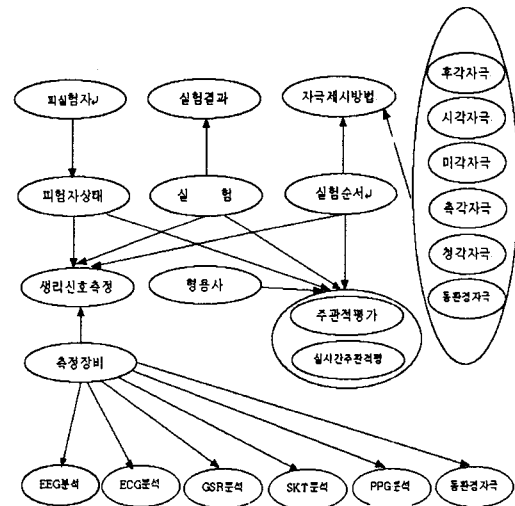 후각자극
피실험자↵
실험결과
자극제시방법
시각자극
미각자극
피험자상태
실 험
실험순서↵
촉각자극
청각자극
생리신호측정
형용사
동환경자극
주관적평가
실시간주관적평
측정장비
EEG분석
ECG분석
GSR분석
SKT분석
PPG분석
동환경자극